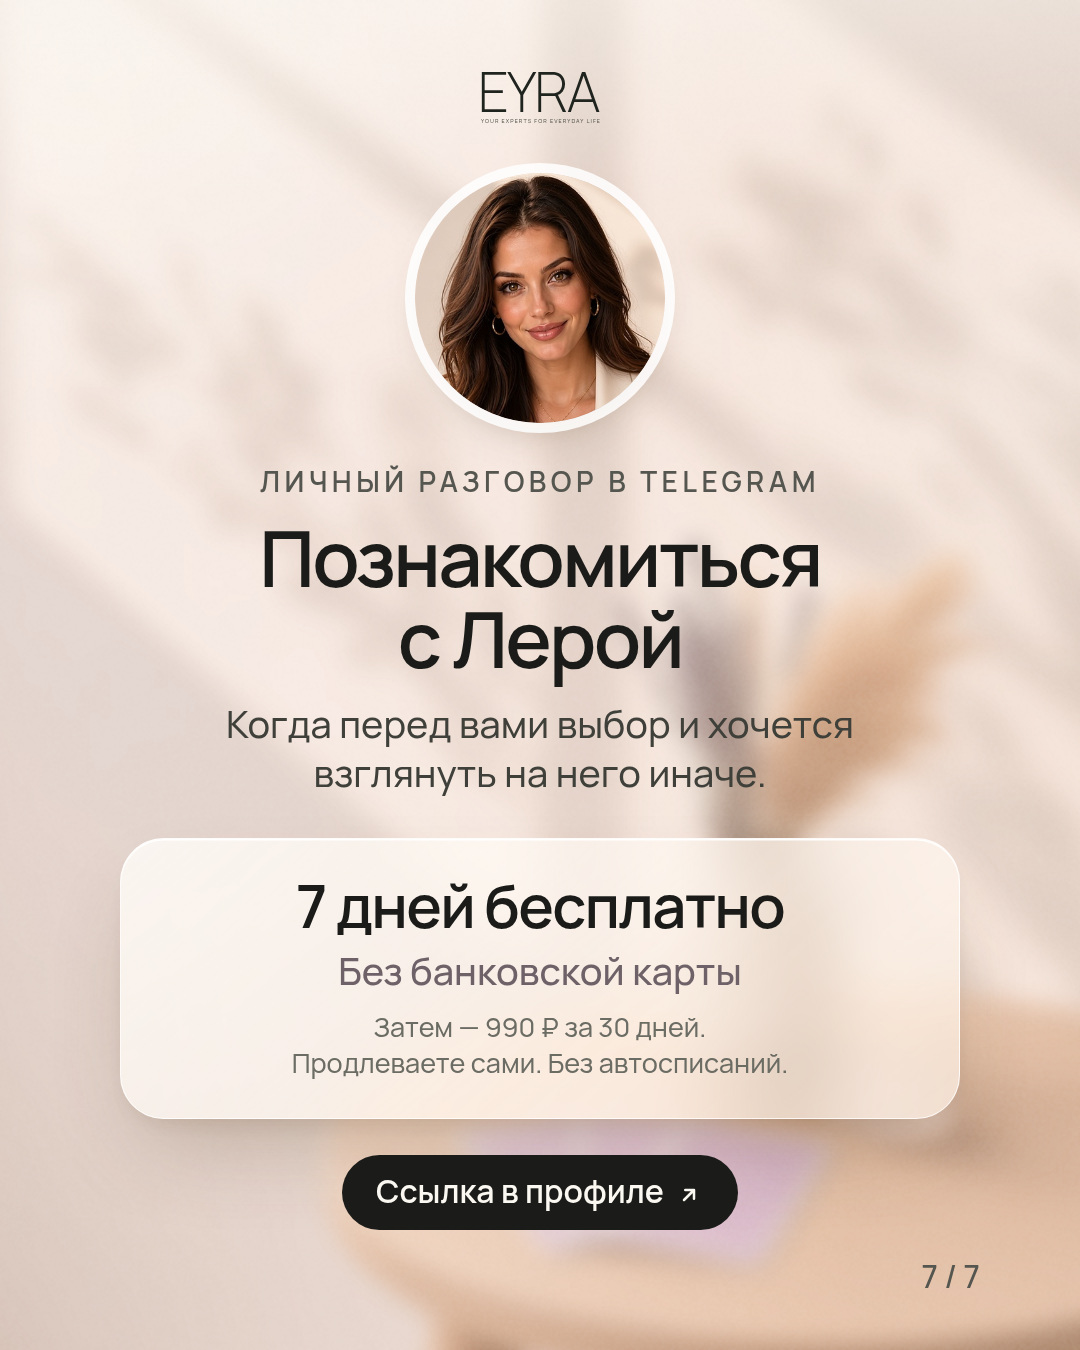 EYRA
YOUR EXPERTS FOR EVERYDAY LIFE
ЛИЧНЫЙ РАЗГОВОР В TELEGRAM
Познакомиться
с Лерой
Когда перед вами выбор и хочется
взглянуть на него иначе.
7 дней бесплатно
Без банковской карты
Затем — 990 ₽ за 30 дней.
Продлеваете сами. Без автосписаний.
Ссылка в профиле ↗
7 / 7